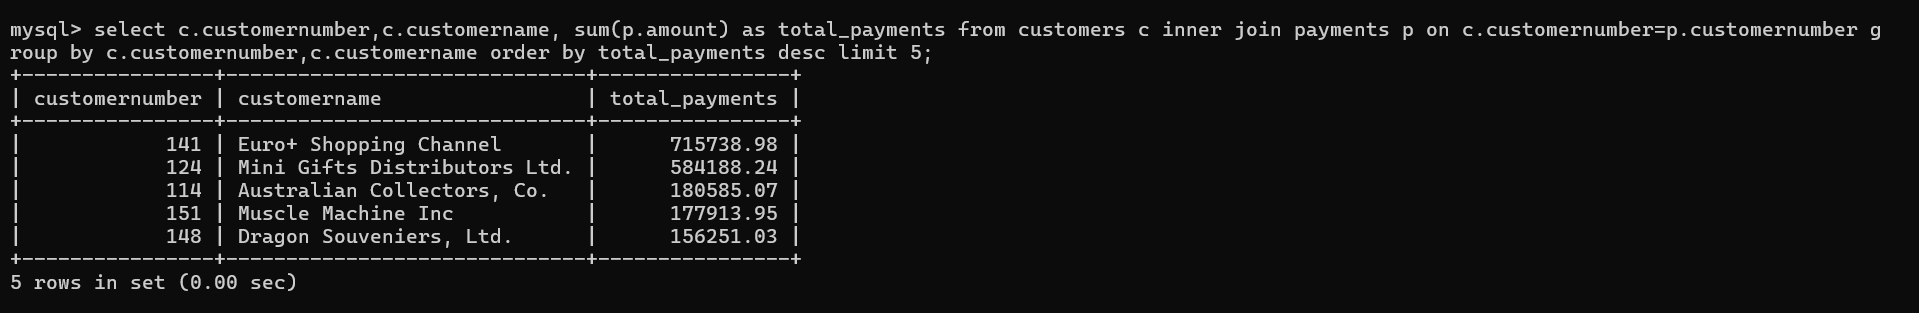 mysql> select c.customernumber,c.customername, sum(p.amount) as total_payments from customers c inner join payments p on c.customernumber=p.customernumber g
roup by c.customernumber,c.customername order by total_payments desc limit 5;
+----------------+------------------------------+----------------+
| customernumber | customername                 | total_payments |
+----------------+------------------------------+----------------+
|            141 | Euro+ Shopping Channel       |      715738.98 |
|            124 | Mini Gifts Distributors Ltd. |      584188.24 |
|            114 | Australian Collectors, Co.   |      180585.07 |
|            151 | Muscle Machine Inc           |      177913.95 |
|            148 | Dragon Souveniers, Ltd.      |      156251.03 |
+----------------+------------------------------+----------------+
5 rows in set (0.00 sec)